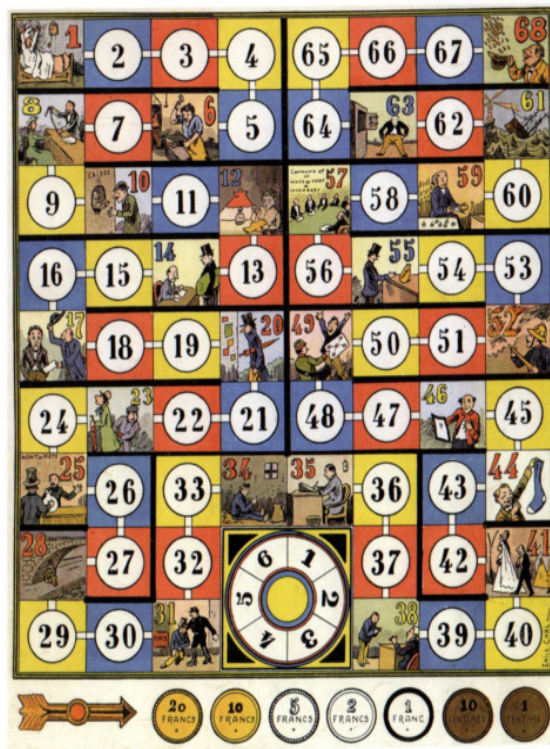 1 2 3 4 65 66 67 68
8 7 6 5 64 63 62 61
9 10 11 12 57 58 59 60
CAISSE
16 15 14 13 56 55 54 53
17 18 19 20 49 50 51 52
24 23 22 21 48 47 46 45
25 26 33 34 35 36 43 44
MONT DE PIÉTÉ
28 27 32 37 42 41
6 1
5 2
4 3
29 30 31 38 39 40
20 FRANCS
10 FRANCS
5 FRANCS
2 FRANCS
1 FRANC
10 CENTIMES
1 CENTIME